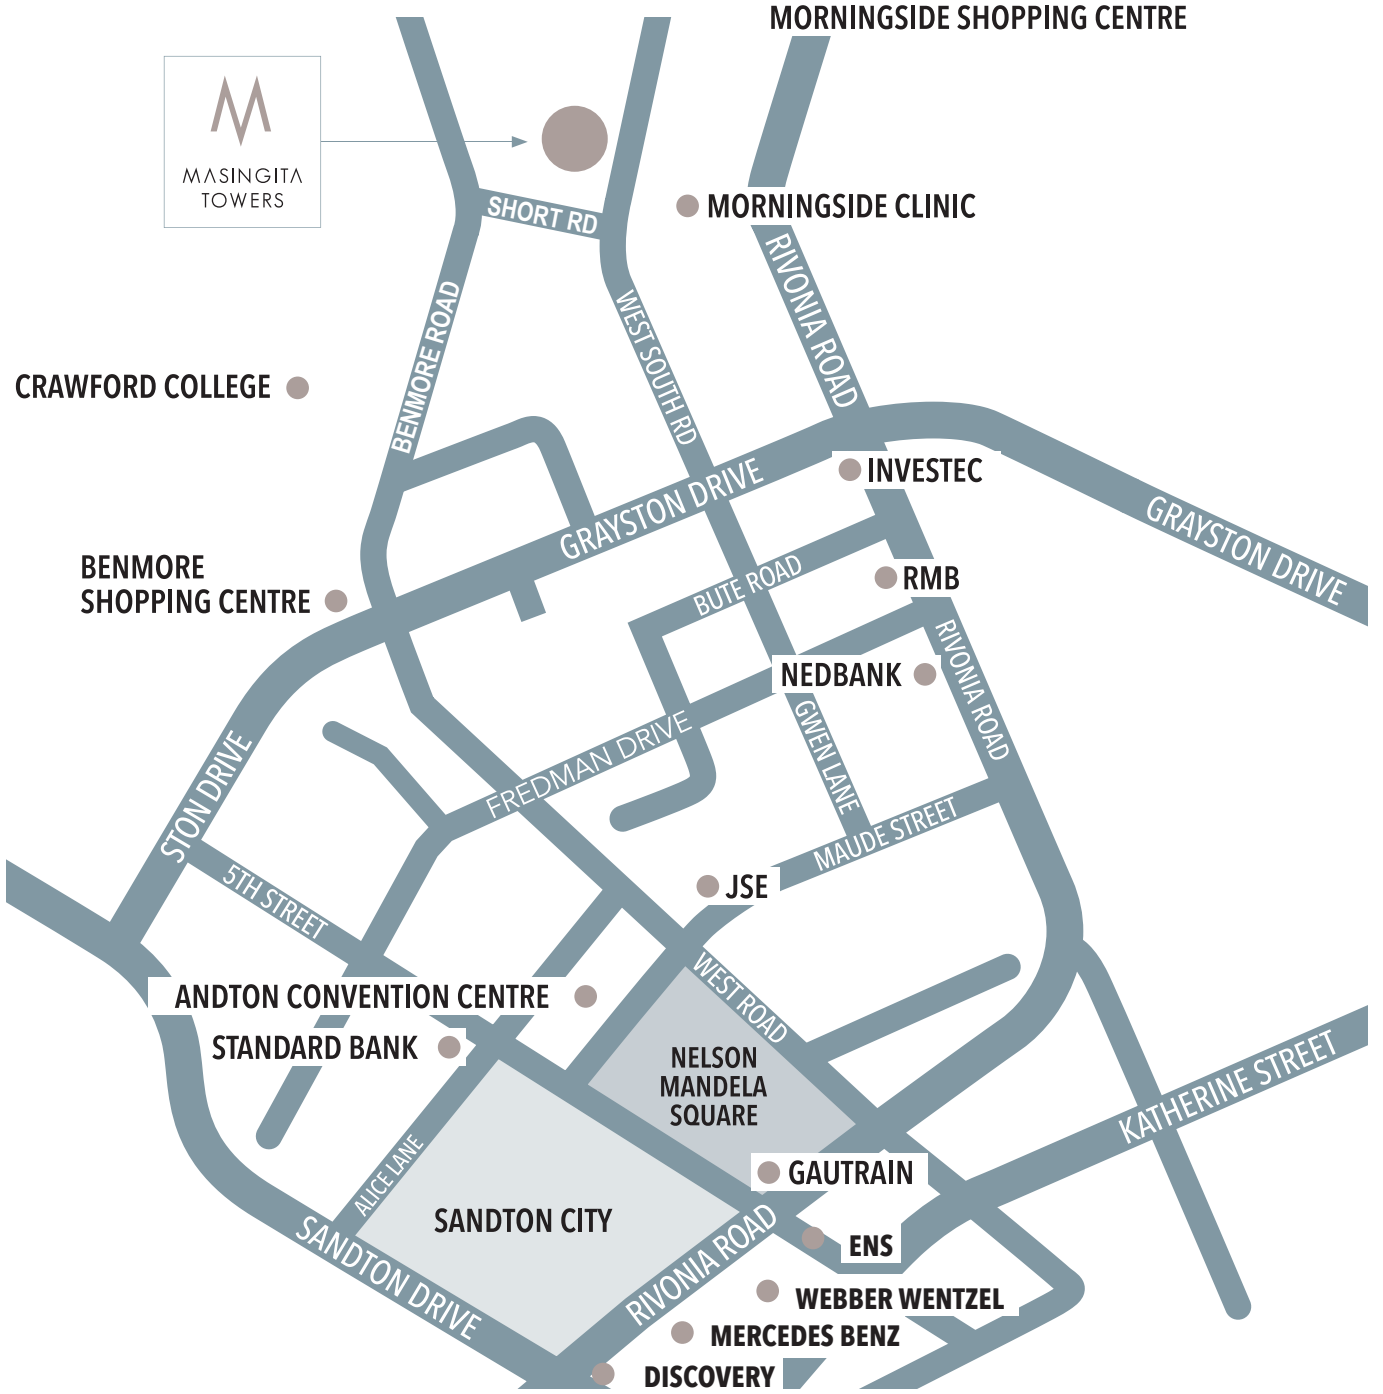 MORNINGSIDE SHOPPING CENTRE
M
MASINGITA
TOWERS
SHORT RD
MORNINGSIDE CLINIC
RIVONIA ROAD
BENMORE ROAD
WEST SOUTH RD
CRAWFORD COLLEGE
INVESTEC
GRAYSTON DRIVE
GRAYSTON DRIVE
BENMORE
SHOPPING CENTRE
BUTE ROAD
RMB
RIVONIA ROAD
NEDBANK
GWEN LANE
FREDMAN DRIVE
STON DRIVE
MAUDE STREET
5TH STREET
JSE
WEST ROAD
ANDTON CONVENTION CENTRE
STANDARD BANK
NELSON
MANDELA
SQUARE
KATHERINE STREET
ALICE LANE
GAUTRAIN
SANDTON CITY
SANDTON DRIVE
RIVONIA ROAD
ENS
WEBBER WENTZEL
MERCEDES BENZ
DISCOVERY